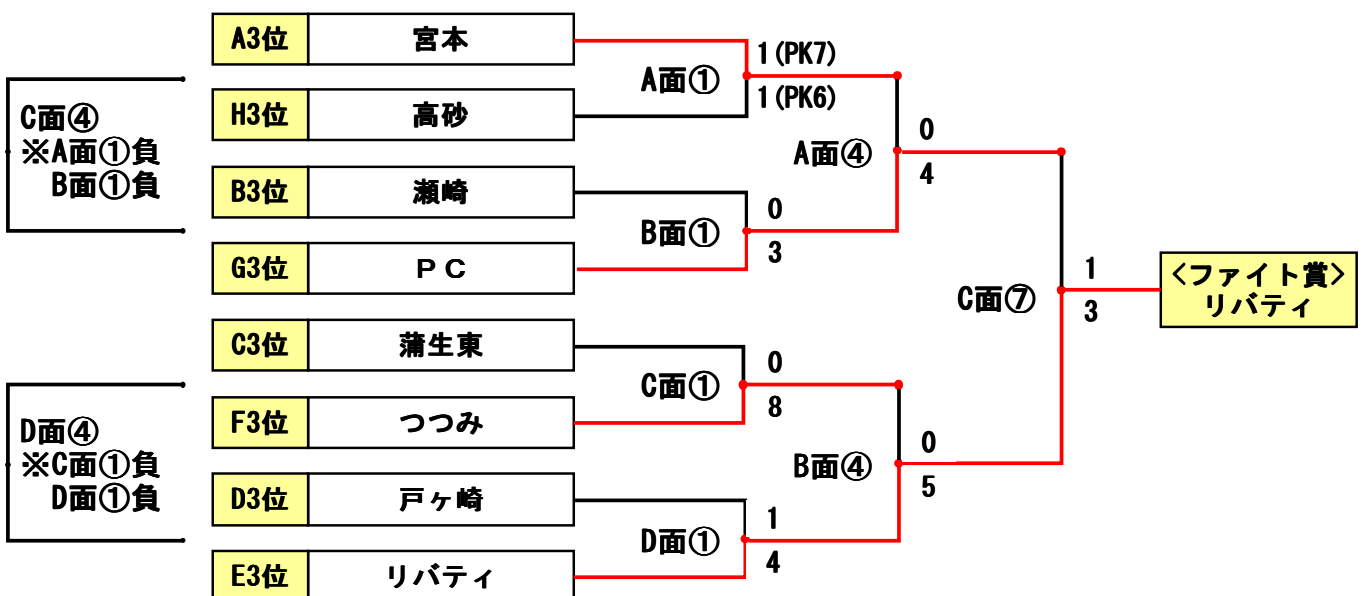 A3位 宮本
H3位 高砂
B3位 瀬崎
G3位 ＰＣ
C3位 蒲生東
F3位 つつみ
D3位 戸ヶ崎
E3位 リバティ
C面④
※A面①負
B面①負
D面④
※C面①負
D面①負
A面①
1(PK7)
1(PK6)
B面①
0
3
C面①
0
8
D面①
1
4
A面④
0
4
B面④
0
5
C面⑦
1
3
<ファイト賞>
リバティ